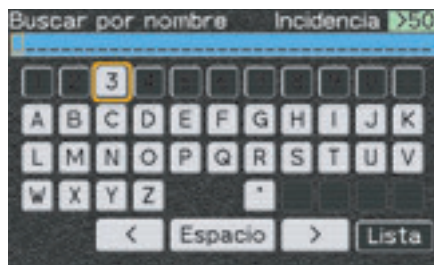 Buscar por nombre Incidencia >50
3
A B C D E F G H I J K
L M N O P Q R S T U V
W X Y Z
< Espacio > Lista